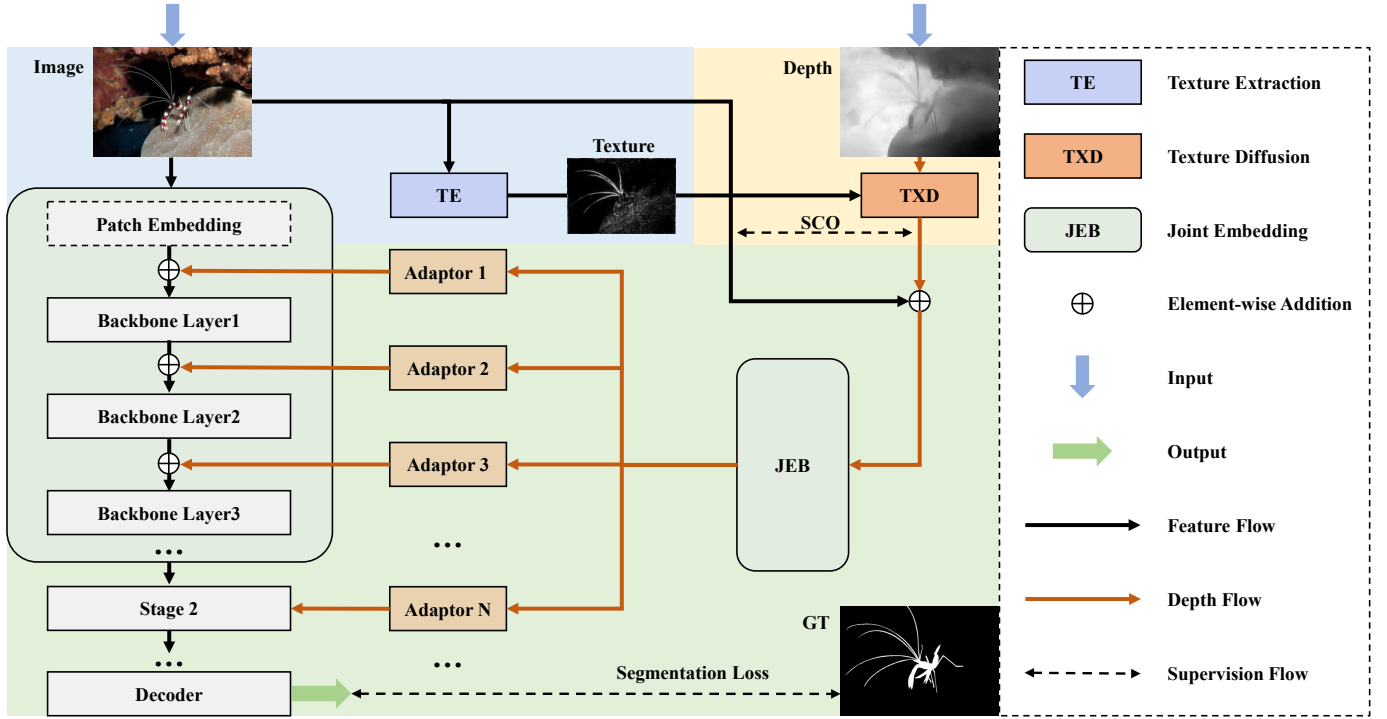 Image
Depth
TE
Texture Extraction
Texture
TXD
Texture Diffusion
TE
TXD
Patch Embedding
SCO
JEB
Joint Embedding
Adaptor 1
Element-wise Addition
Backbone Layer1
Adaptor 2
Input
Backbone Layer2
Output
Adaptor 3
JEB
Backbone Layer3
...
...
Feature Flow
Stage 2
Adaptor N
Depth Flow
GT
...
...
Segmentation Loss
Supervision Flow
Decoder